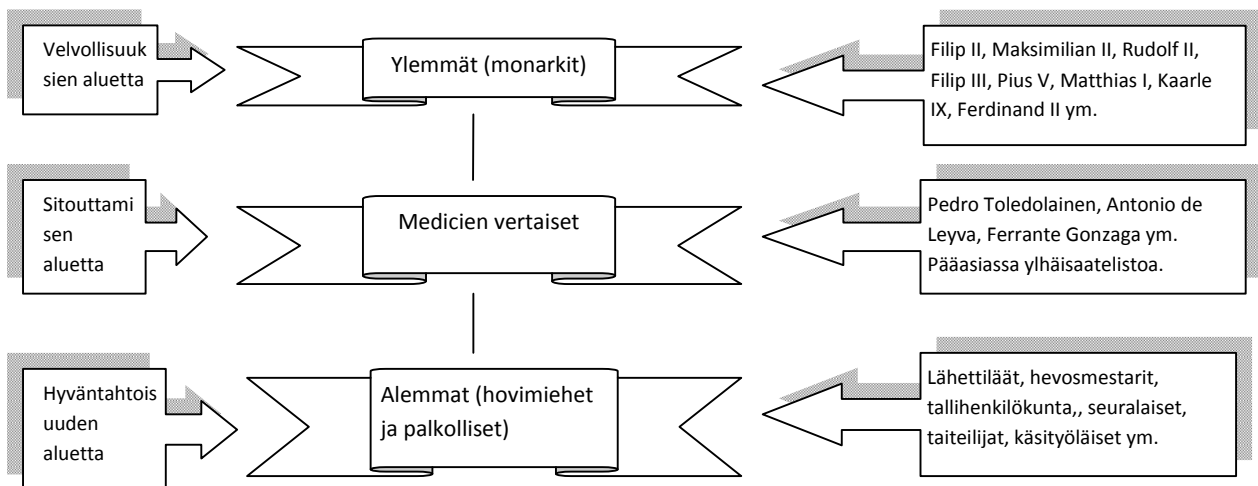 Velvollisuuk
sien aluetta
Ylemmät (monarkit)
Filip II, Maksimilian II, Rudolf II,
Filip III, Pius V, Matthias I, Kaarle
IX, Ferdinand II ym.
Sitouttami
sen
aluetta
Medicien vertaiset
Pedro Toledolainen, Antonio de
Leyva, Ferrante Gonzaga ym.
Pääasiassa ylhäisaatelistoa.
Hyväntahtois
uuden
aluetta
Alemmat (hovimiehet
ja palkolliset)
Lähettiläät, hevosmestarit,
tallihenkilökunta,, seuralaiset,
taiteilijat, käsityöläiset ym.